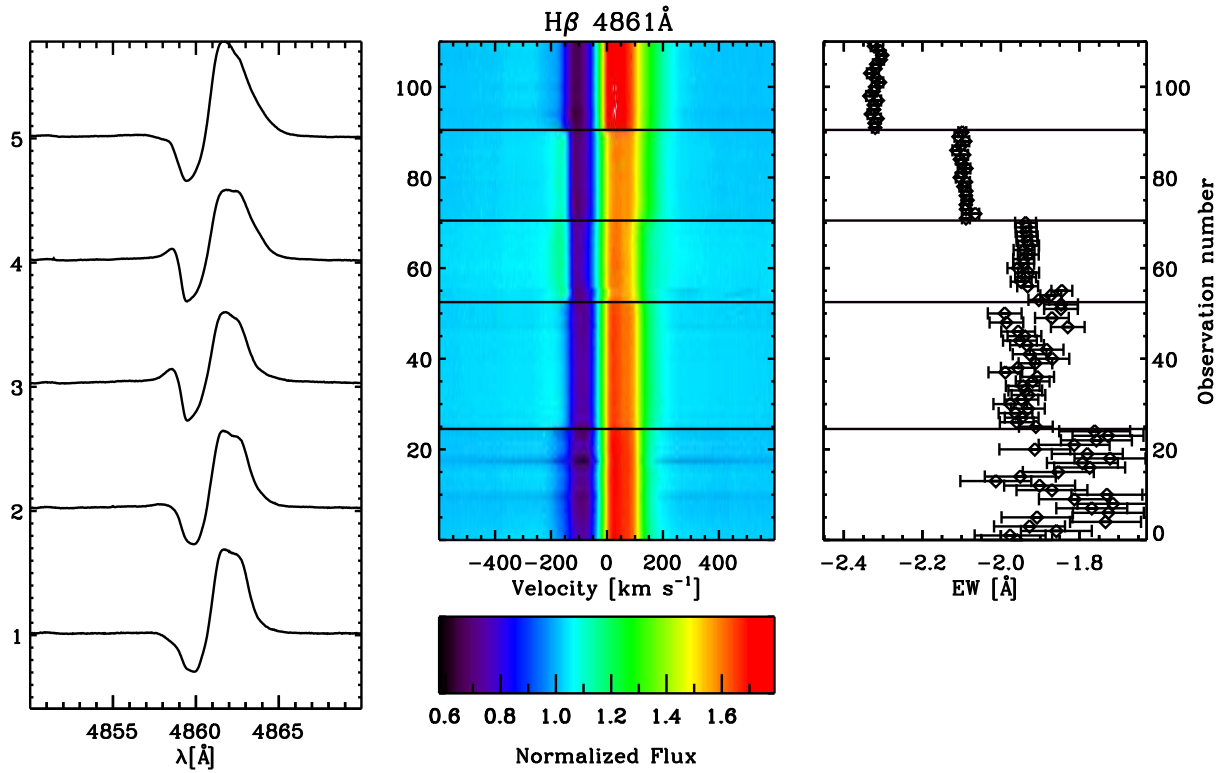 Hβ 4861Å
5
4
3
2
1
4855 4860 4865
λ[Å]
100
80
60
40
20
−400 −200 0 200 400
Velocity [km s⁻¹]
100
80
60
40
20
0
Observation number
−2.4 −2.2 −2.0 −1.8
EW [Å]
0.6 0.8 1.0 1.2 1.4 1.6
Normalized Flux